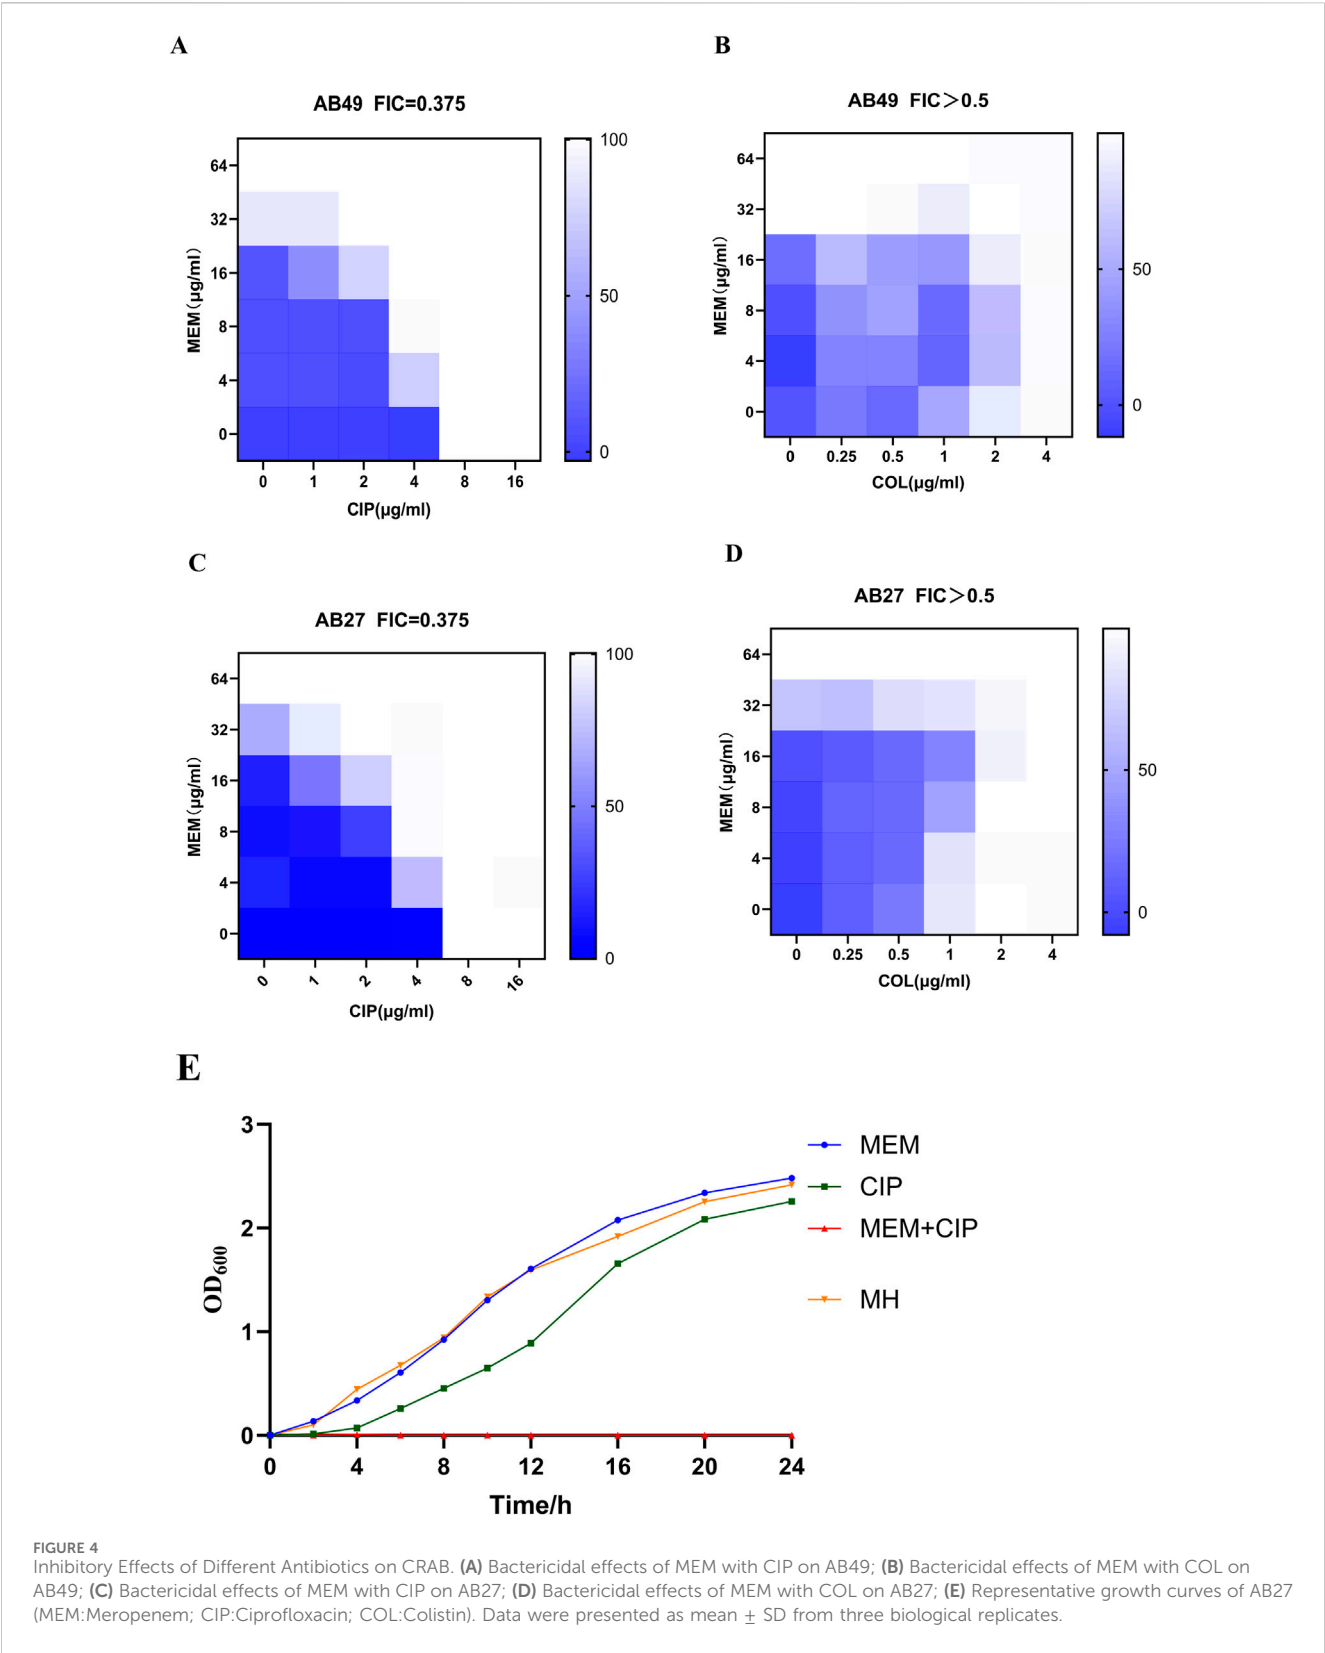 A
AB49 FIC=0.375
MEM(μg/ml)
64
32
16
8
4
0
0 1 2 4 8 16
CIP(μg/ml)
100
50
0
B
AB49 FIC＞0.5
MEM(μg/ml)
64
32
16
8
4
0
0 0.25 0.5 1 2 4
COL(μg/ml)
50
0
C
AB27 FIC=0.375
MEM(μg/ml)
64
32
16
8
4
0
0 1 2 4 8 16
CIP(μg/ml)
100
50
0
D
AB27 FIC＞0.5
MEM(μg/ml)
64
32
16
8
4
0
0 0.25 0.5 1 2 4
COL(μg/ml)
50
0
E
OD600
3
2
1
0
0 4 8 12 16 20 24
Time/h
MEM
CIP
MEM+CIP
MH
FIGURE 4
Inhibitory Effects of Different Antibiotics on CRAB. (A) Bactericidal effects of MEM with CIP on AB49; (B) Bactericidal effects of MEM with COL on
AB49; (C) Bactericidal effects of MEM with CIP on AB27; (D) Bactericidal effects of MEM with COL on AB27; (E) Representative growth curves of AB27
(MEM:Meropenem; CIP:Ciprofloxacin; COL:Colistin). Data were presented as mean ± SD from three biological replicates.